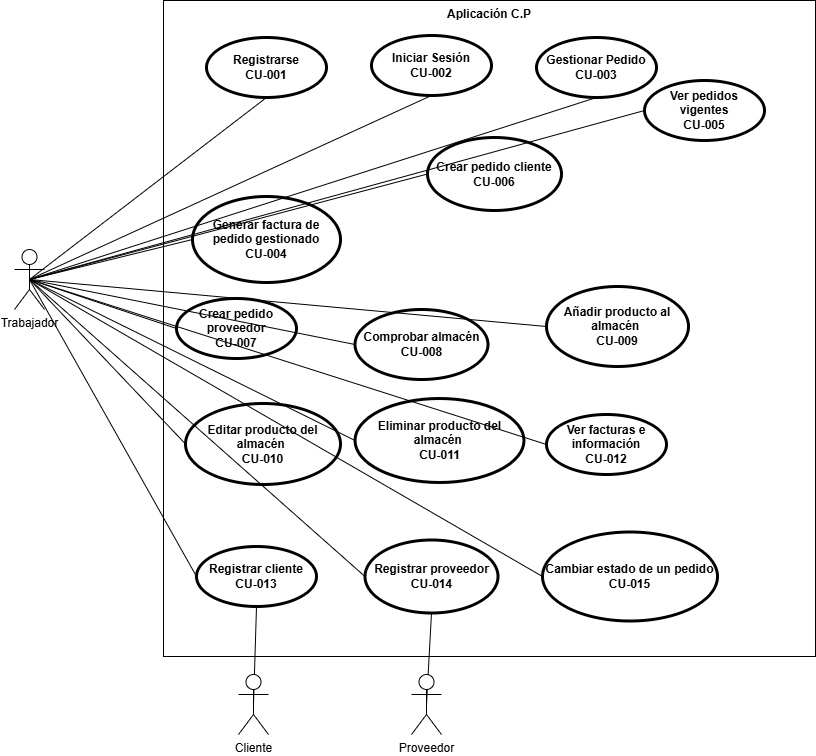 Aplicación C.P
Registrarse
CU-001
Iniciar Sesión
CU-002
Gestionar Pedido
CU-003
Ver pedidos
vigentes
CU-005
Crear pedido cliente
CU-006
Generar factura de
pedido gestionado
CU-004
Trabajador
Crear pedido
proveedor
CU-007
Comprobar almacén
CU-008
Añadir producto al
almacén
CU-009
Editar producto del
almacén
CU-010
Eliminar producto del
almacén
CU-011
Ver facturas e
información
CU-012
Registrar cliente
CU-013
Registrar proveedor
CU-014
Cambiar estado de un pedido
CU-015
Cliente
Proveedor